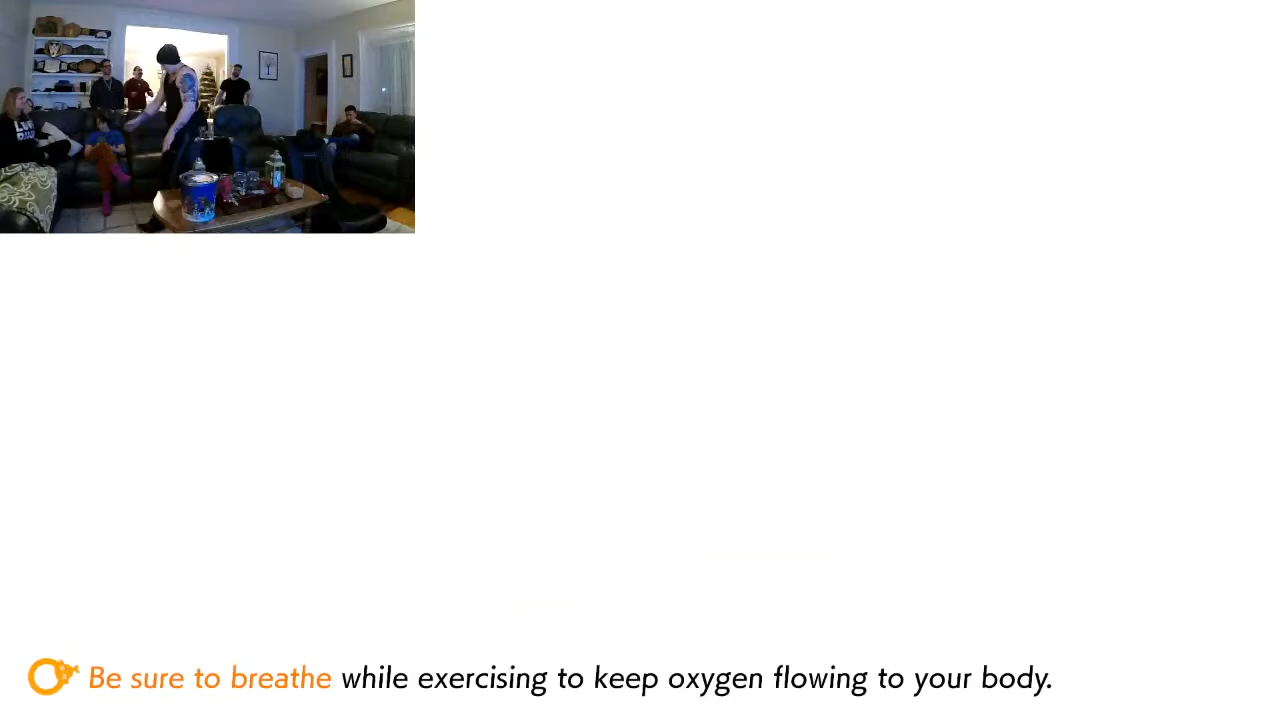 Be sure to breathe while exercising to keep oxygen flowing to your body.